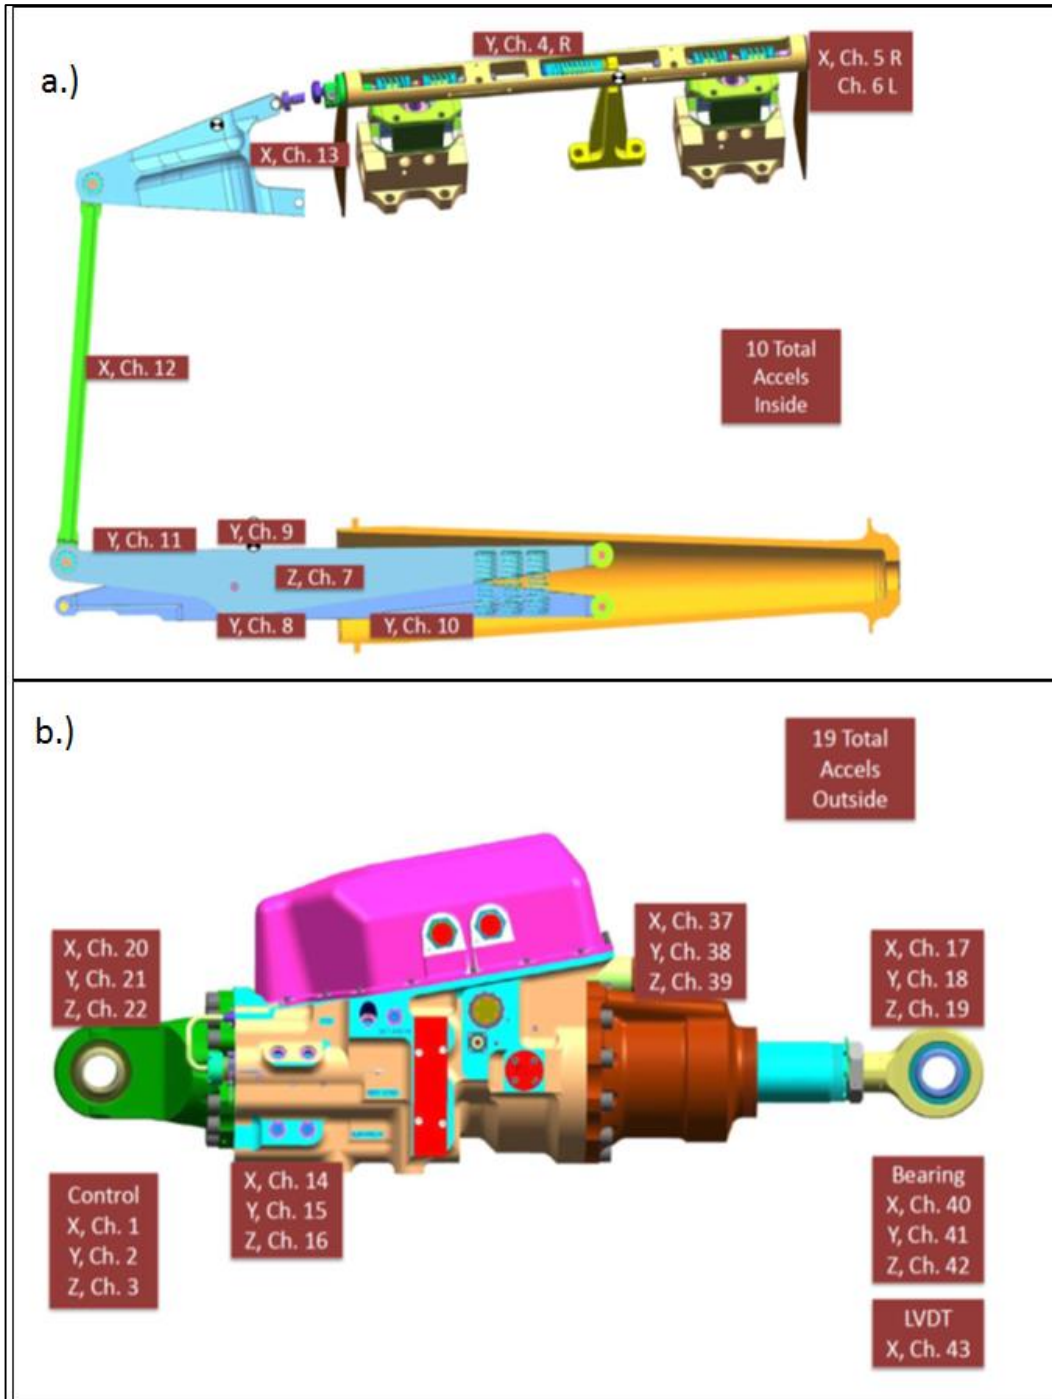 a.)
Y, Ch. 4, R
X, Ch. 5 R
Ch. 6 L
X, Ch. 13
X, Ch. 12
10 Total
Accels
Inside
Y, Ch. 11
Y, Ch. 9
Z, Ch. 7
Y, Ch. 8
Y, Ch. 10
b.)
19 Total
Accels
Outside
X, Ch. 20
Y, Ch. 21
Z, Ch. 22
X, Ch. 37
Y, Ch. 38
Z, Ch. 39
X, Ch. 17
Y, Ch. 18
Z, Ch. 19
Control
X, Ch. 1
Y, Ch. 2
Z, Ch. 3
X, Ch. 14
Y, Ch. 15
Z, Ch. 16
Bearing
X, Ch. 40
Y, Ch. 41
Z, Ch. 42
LVDT
X, Ch. 43